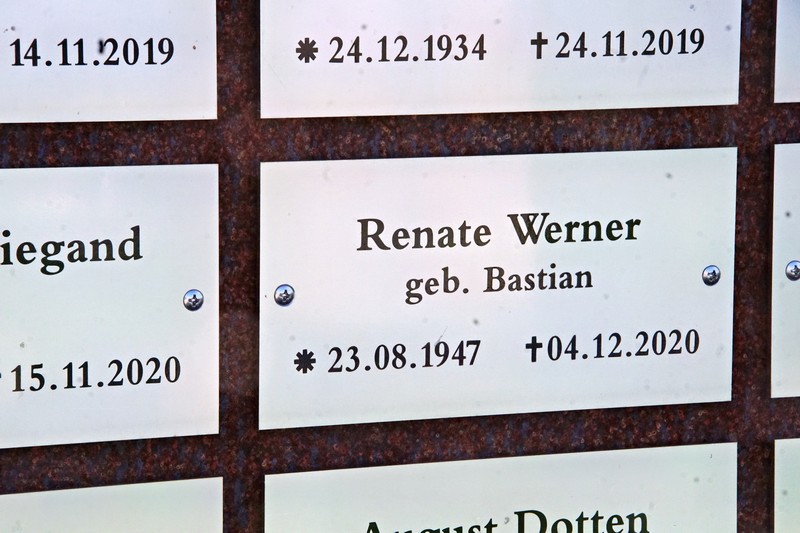 14.11.2019
* 24.12.1934 †24.11.2019
iegand
15.11.2020
Renate Werner
geb. Bastian
* 23.08.1947 †04.12.2020
August Dotten